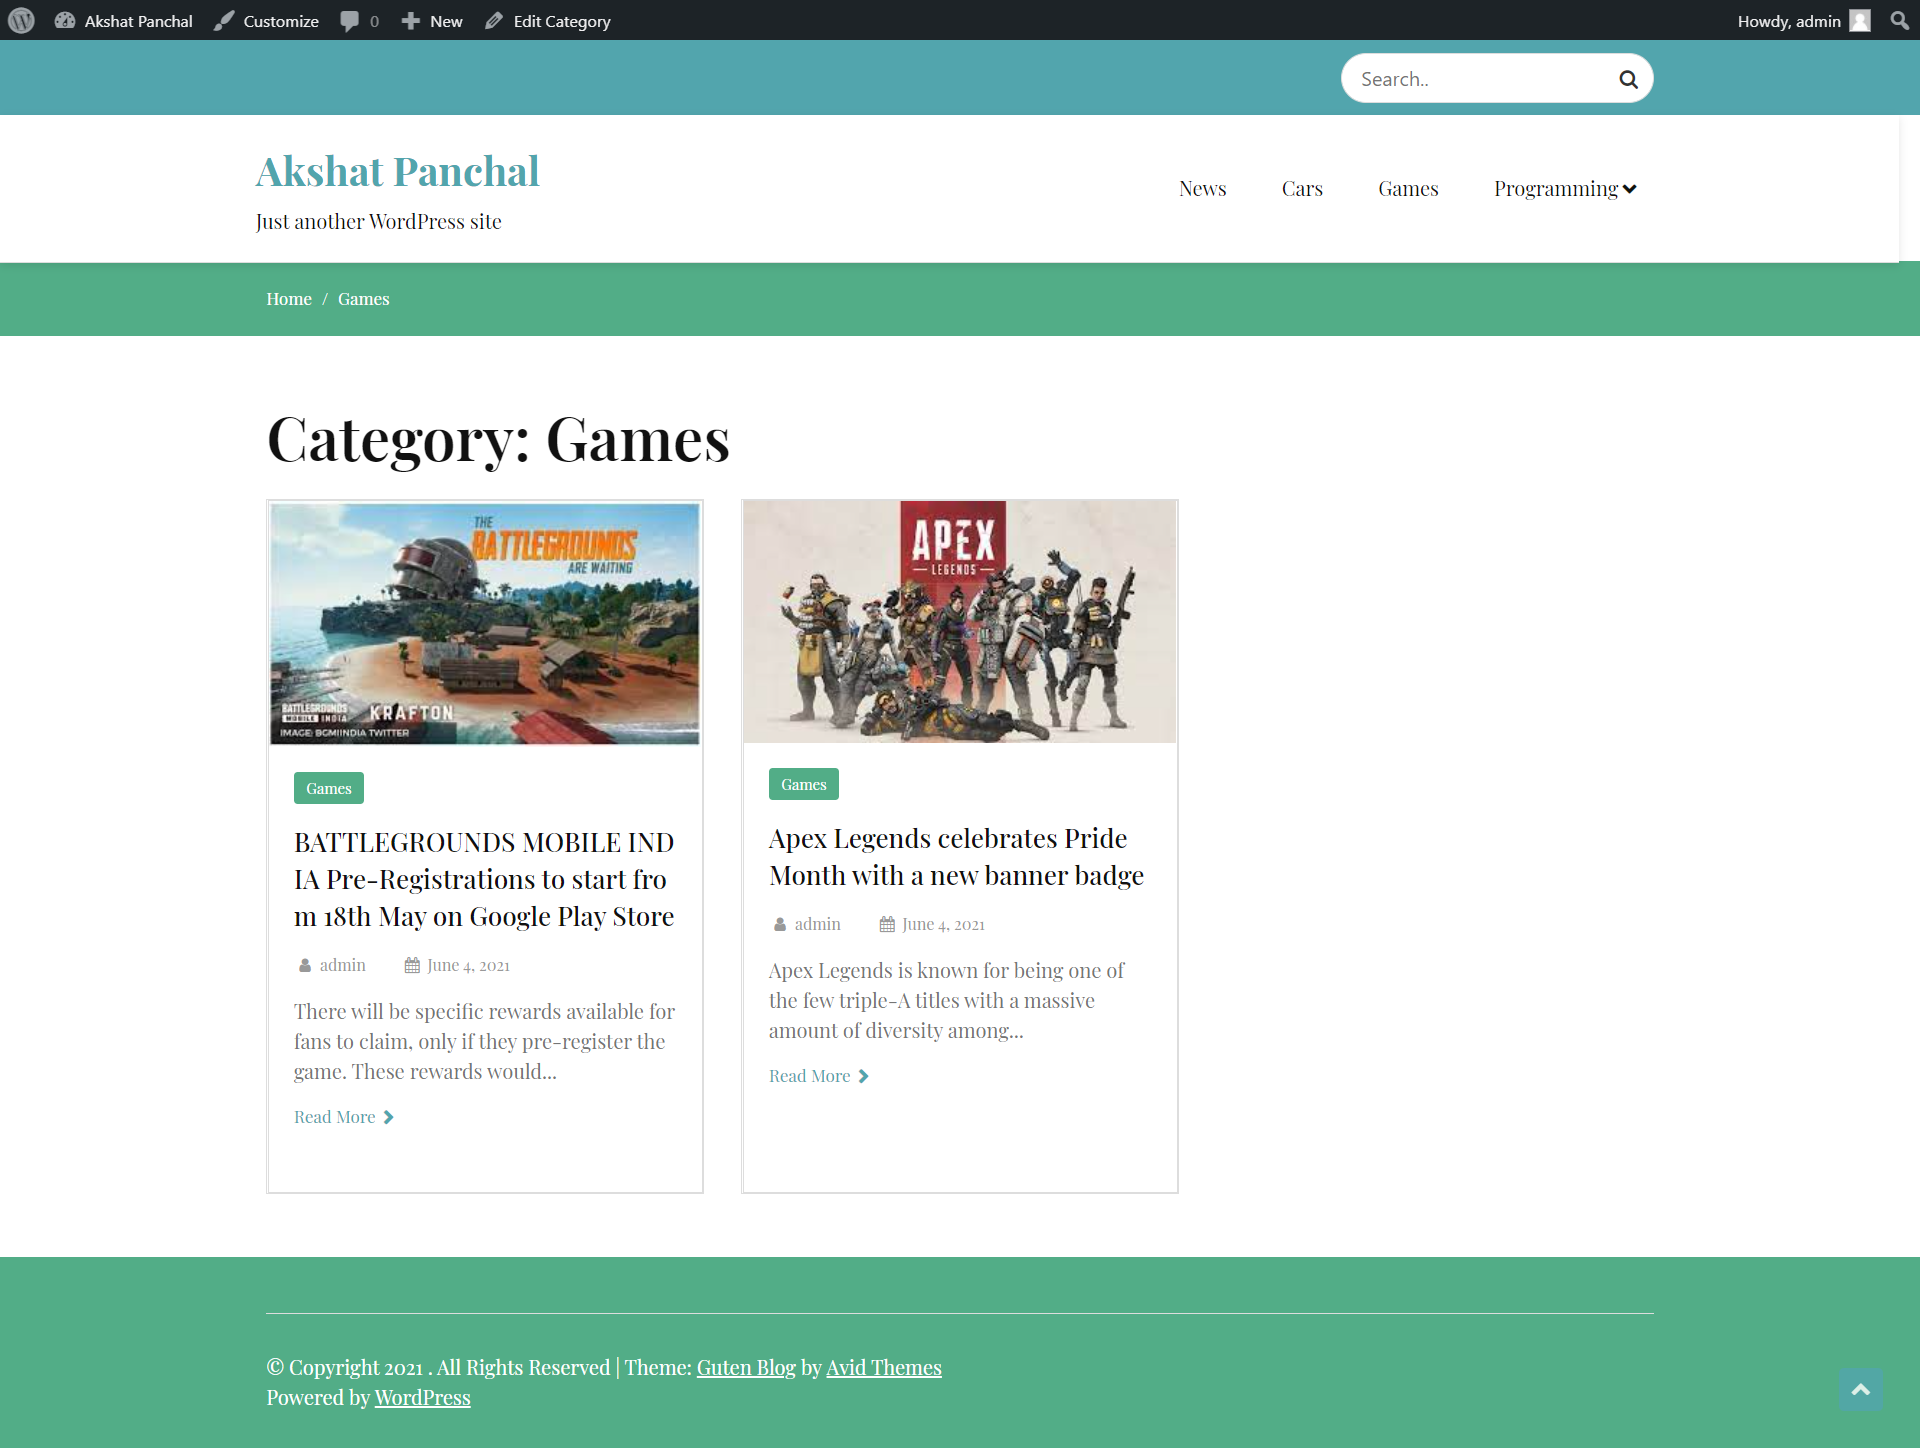 Akshat Panchal Customize 0 New Edit Category Howdy, admin
Search..
Akshat Panchal
Just another WordPress site
News Cars Games Programming
Home / Games
Category: Games
THE
BATTLEGROUNDS
ARE WAITING
BATTLEGROUNDS
MOBILE INDIA
KRAFTON
IMAGE: BGMIINDIA TWITTER
Games
BATTLEGROUNDS MOBILE IND
IA Pre-Registrations to start fro
m 18th May on Google Play Store
admin June 4, 2021
There will be specific rewards available for
fans to claim, only if they pre-register the
game. These rewards would...
Read More
APEX
LEGENDS
Games
Apex Legends celebrates Pride
Month with a new banner badge
admin June 4, 2021
Apex Legends is known for being one of
the few triple-A titles with a massive
amount of diversity among...
Read More
© Copyright 2021 . All Rights Reserved | Theme: Guten Blog by Avid Themes
Powered by WordPress